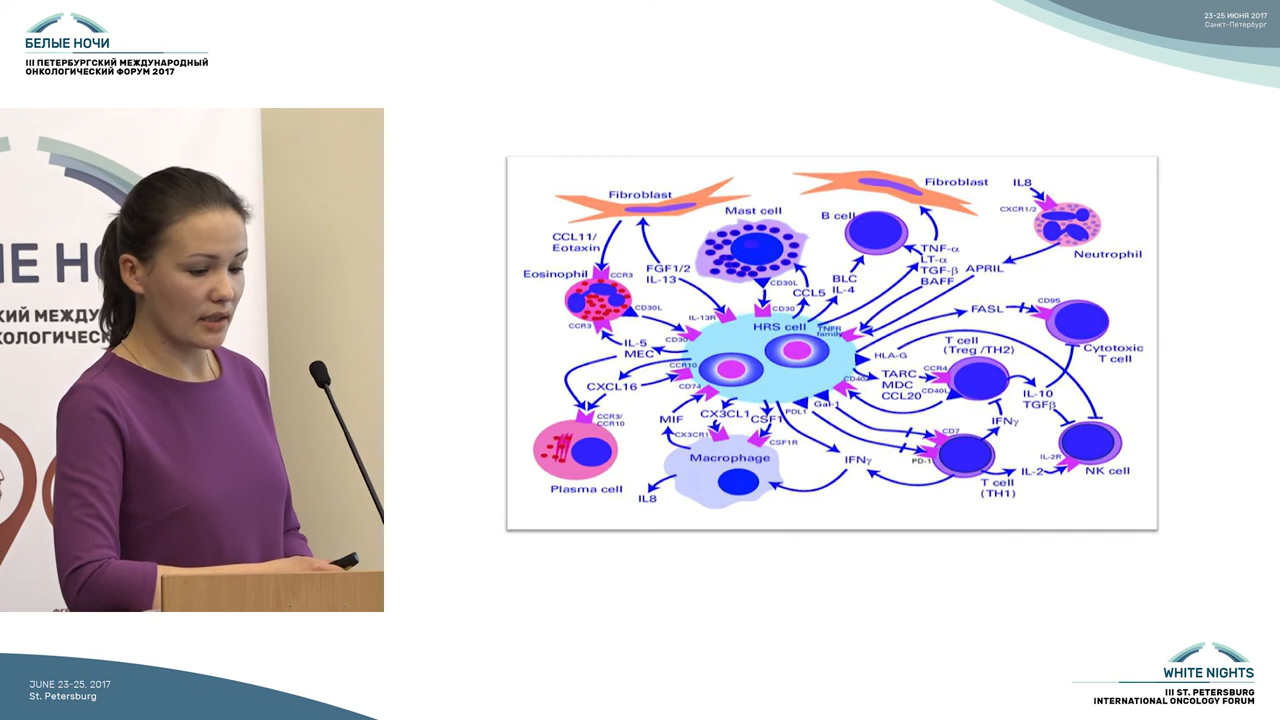 БЕЛЫЕ НОЧИ
III ПЕТЕРБУРГСКИЙ МЕЖДУНАРОДНЫЙ
ОНКОЛОГИЧЕСКИЙ ФОРУМ 2017
23-25 ИЮНЯ 2017
Санкт-Петербург
ЫЕ НО
КИЙ МЕЖДУ
КОЛОГИЧЕСК
Fibroblast
Fibroblast
IL8
CXCR1/2
Neutrophil
Mast cell
B cell
CCL11/
Eotaxin
Eosinophil
CCR3
FGF1/2
IL-13
CD30L
CCL5
BLC
IL-4
TNF-α
LT-α
TGF-β
BAFF
APRIL
CD30L
CCR3
IL-13R
CD30
CD30
HRS cell
TNFR
family
FASL
CD95
Cytotoxic
T cell
IL-5
MEC
CCR10
CXCL16
CD74
HLA-G
T cell
(Treg /TH2)
CCR4
TARC
MDC
CCL20
CD40
CD40L
IL-10
TGFβ
CCR3/
CCR10
Plasma cell
MIF
CX3CL1
CSF1
PDL1
Gal-1
CX3CR1
CSF1R
Macrophage
IL8
IFNγ
IFNγ
CD7
PD-1
T cell
(TH1)
IL-2
IL-2R
NK cell
JUNE 23-25, 2017
St. Petersburg
WHITE NIGHTS
III ST. PETERSBURG
INTERNATIONAL ONCOLOGY FORUM